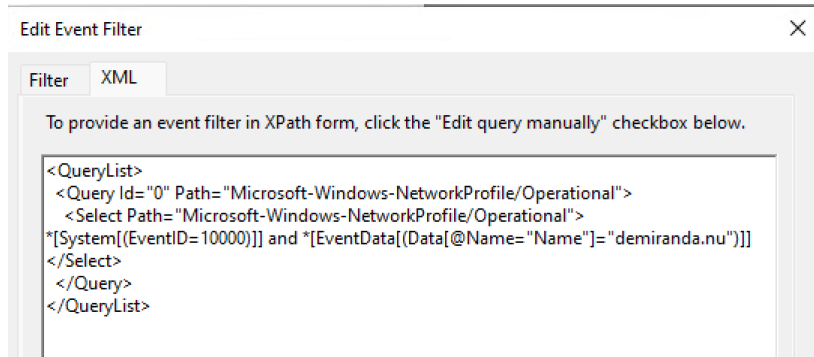 Edit Event Filter
Filter XML
To provide an event filter in XPath form, click the "Edit query manually" checkbox below.
<QueryList>
<Query Id="0" Path="Microsoft-Windows-NetworkProfile/Operational">
<Select Path="Microsoft-Windows-NetworkProfile/Operational">
*[System[(EventID=10000)]] and *[EventData[(Data[@Name="Name"]="demiranda.nu")]]
</Select>
</Query>
</QueryList>